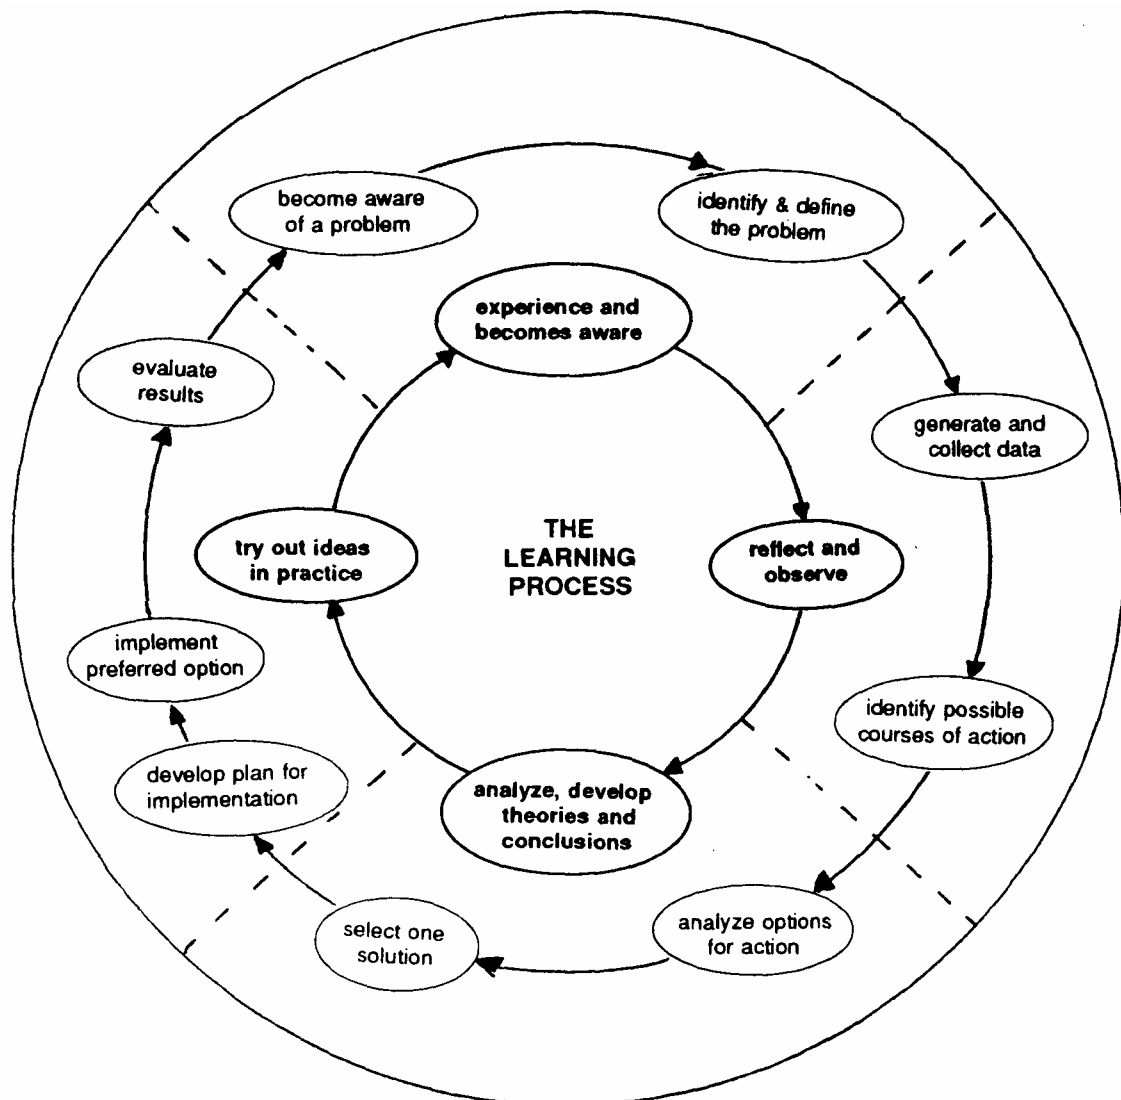 become aware
of a problem
identify & define
the problem
experience and
becomes aware
evaluate
results
generate and
collect data
THE
LEARNING
PROCESS
try out ideas
in practice
reflect and
observe
implement
preferred option
identify possible
courses of action
develop plan for
implementation
analyze, develop
theories and
conclusions
select one
solution
analyze options
for action